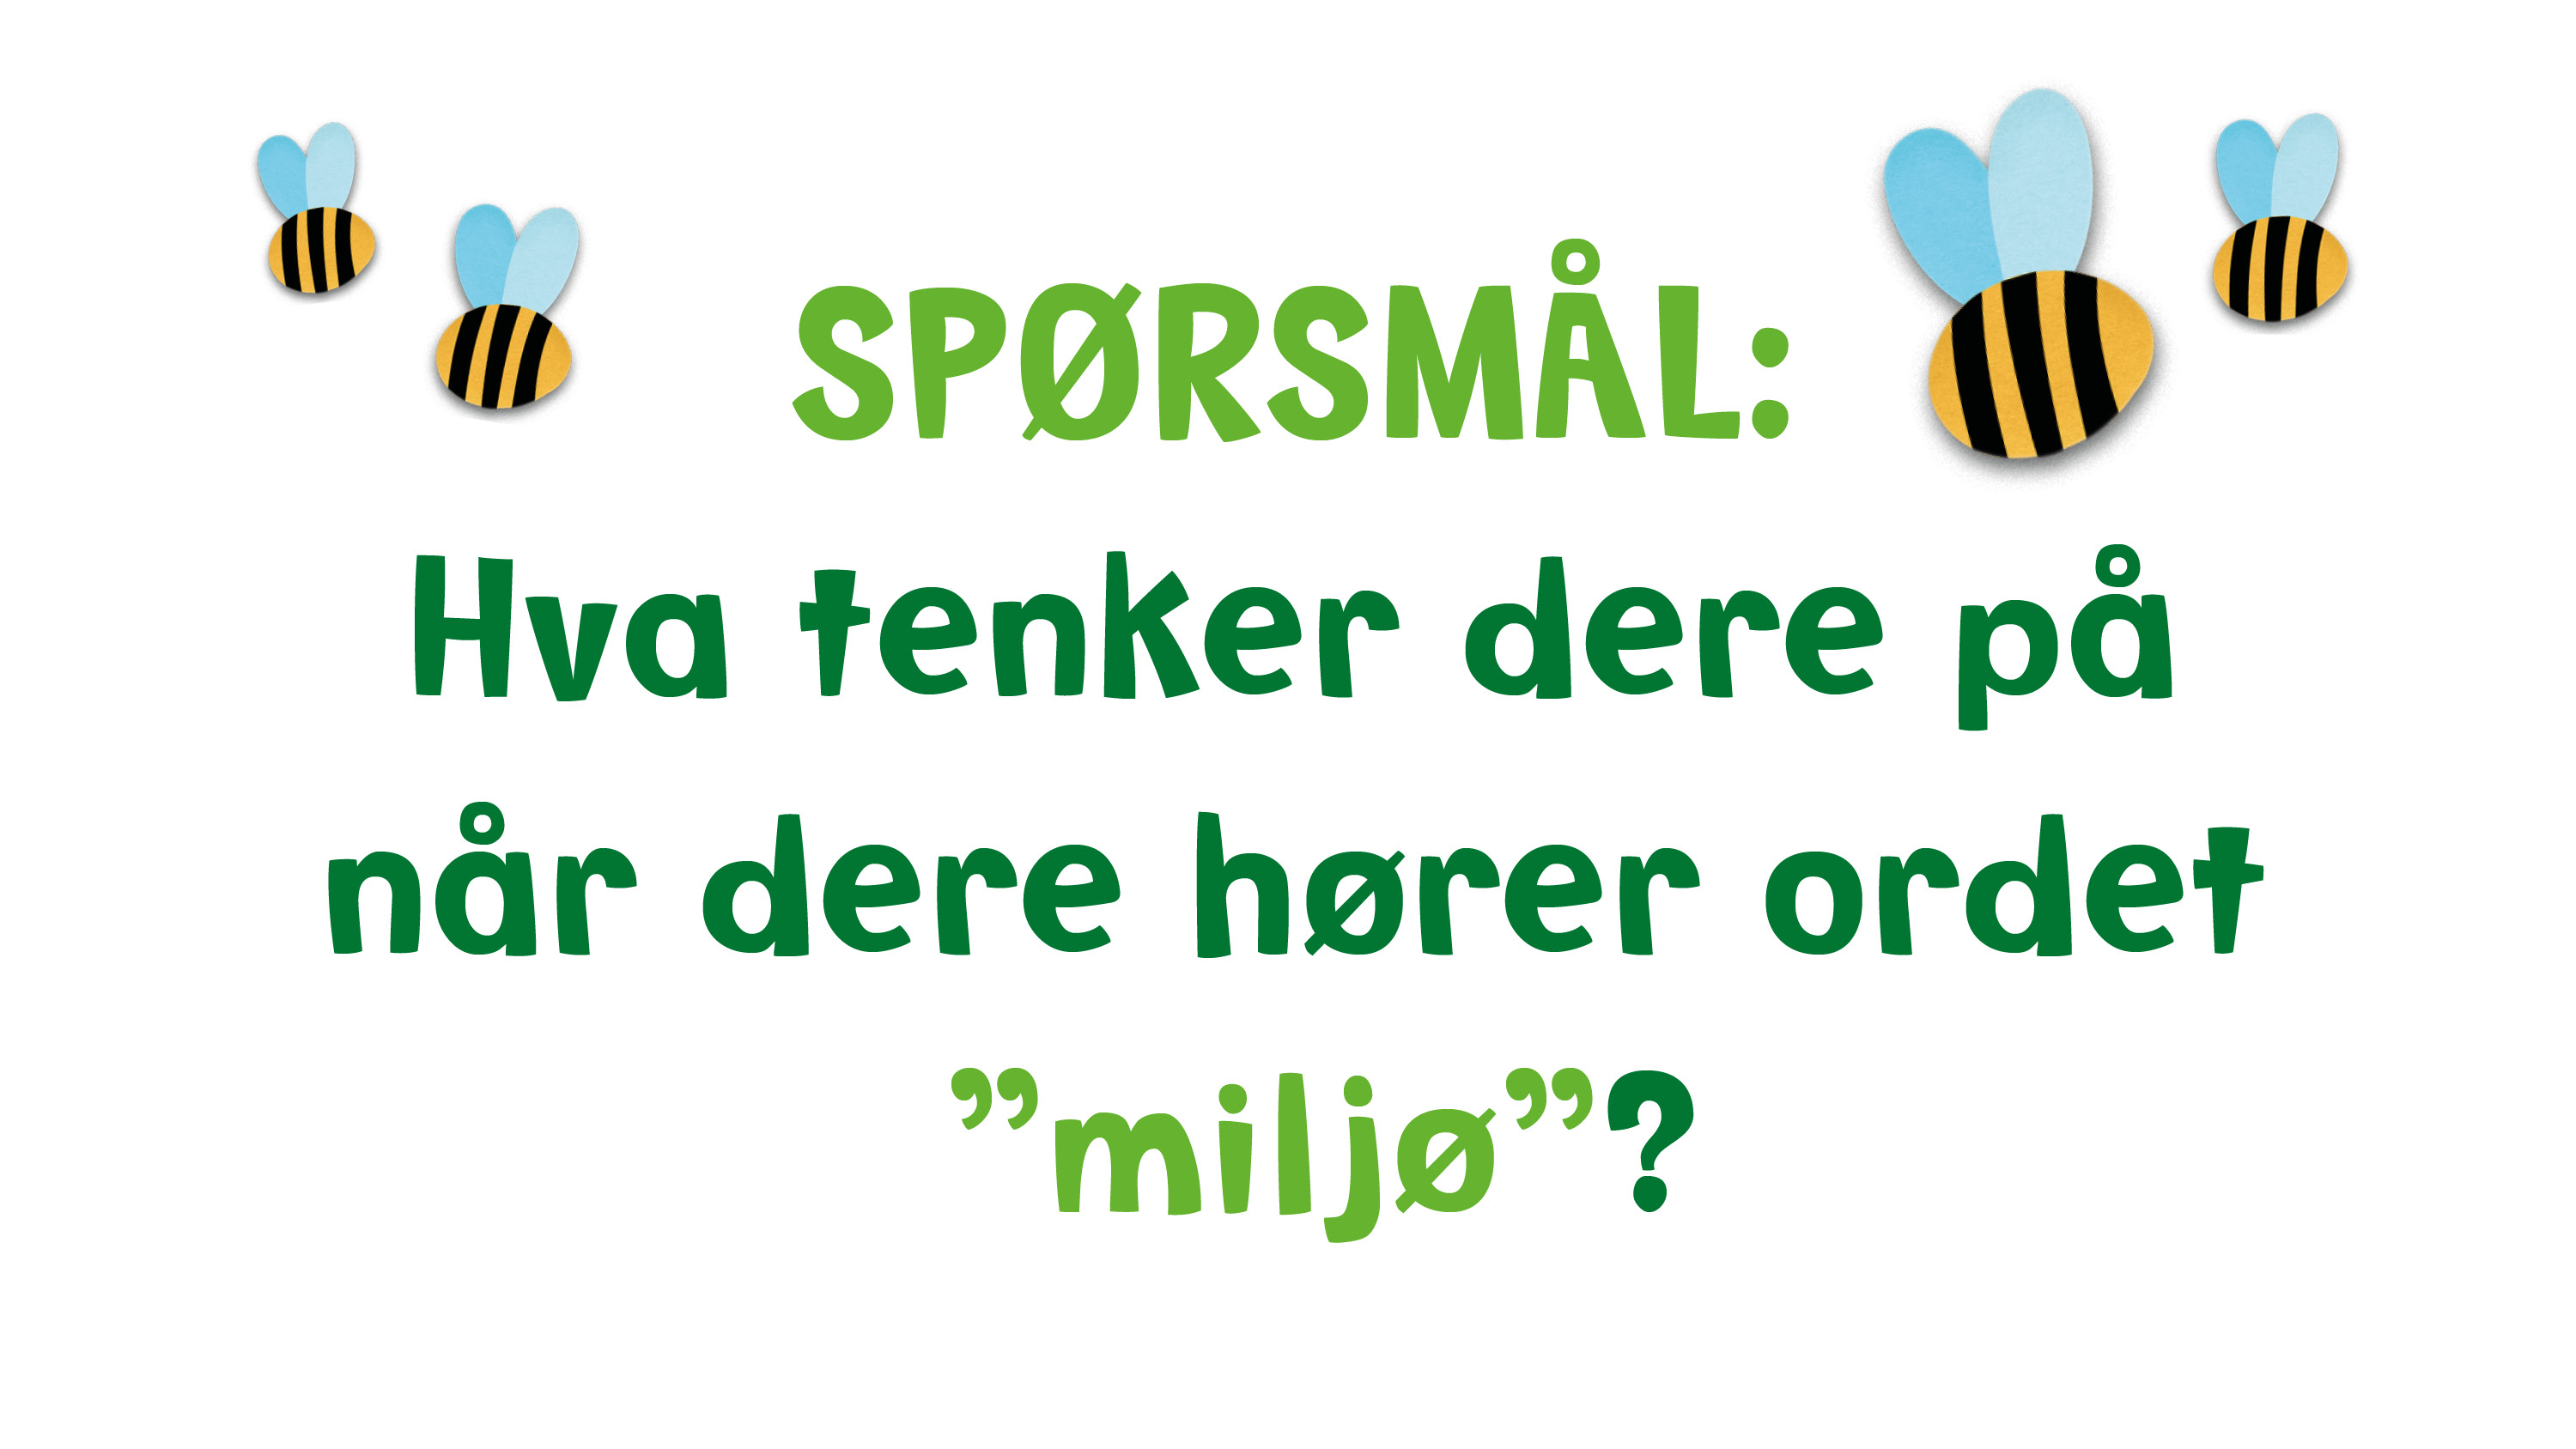 SPØRSMÅL:
Hva tenker dere på
når dere hører ordet
”miljø”?